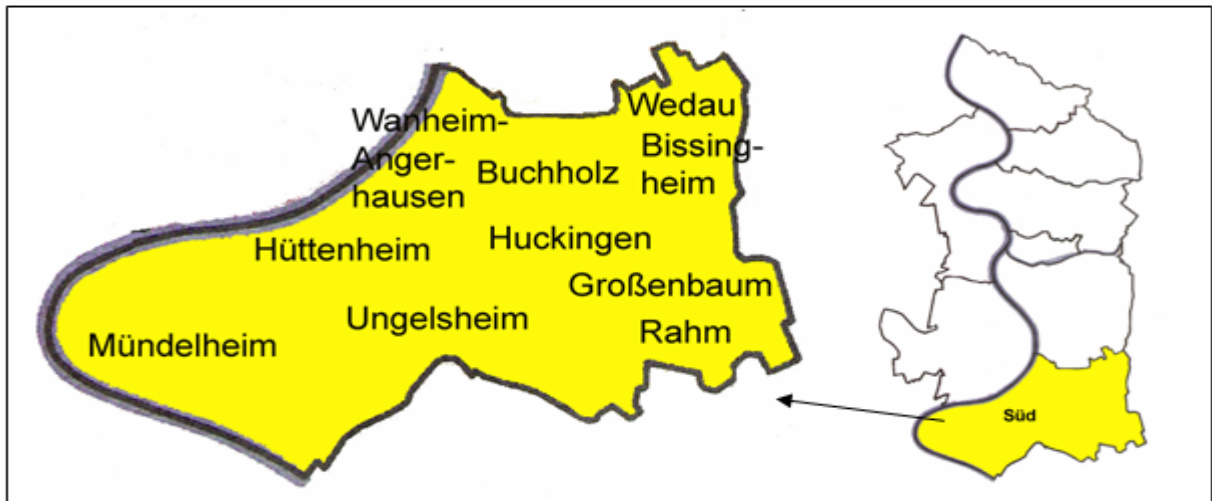 Wedau
Wanheim-
Anger-
hausen
Bissing-
heim
Buchholz
Hüttenheim
Huckingen
Großenbaum
Ungelsheim
Rahm
Mündelheim
Süd